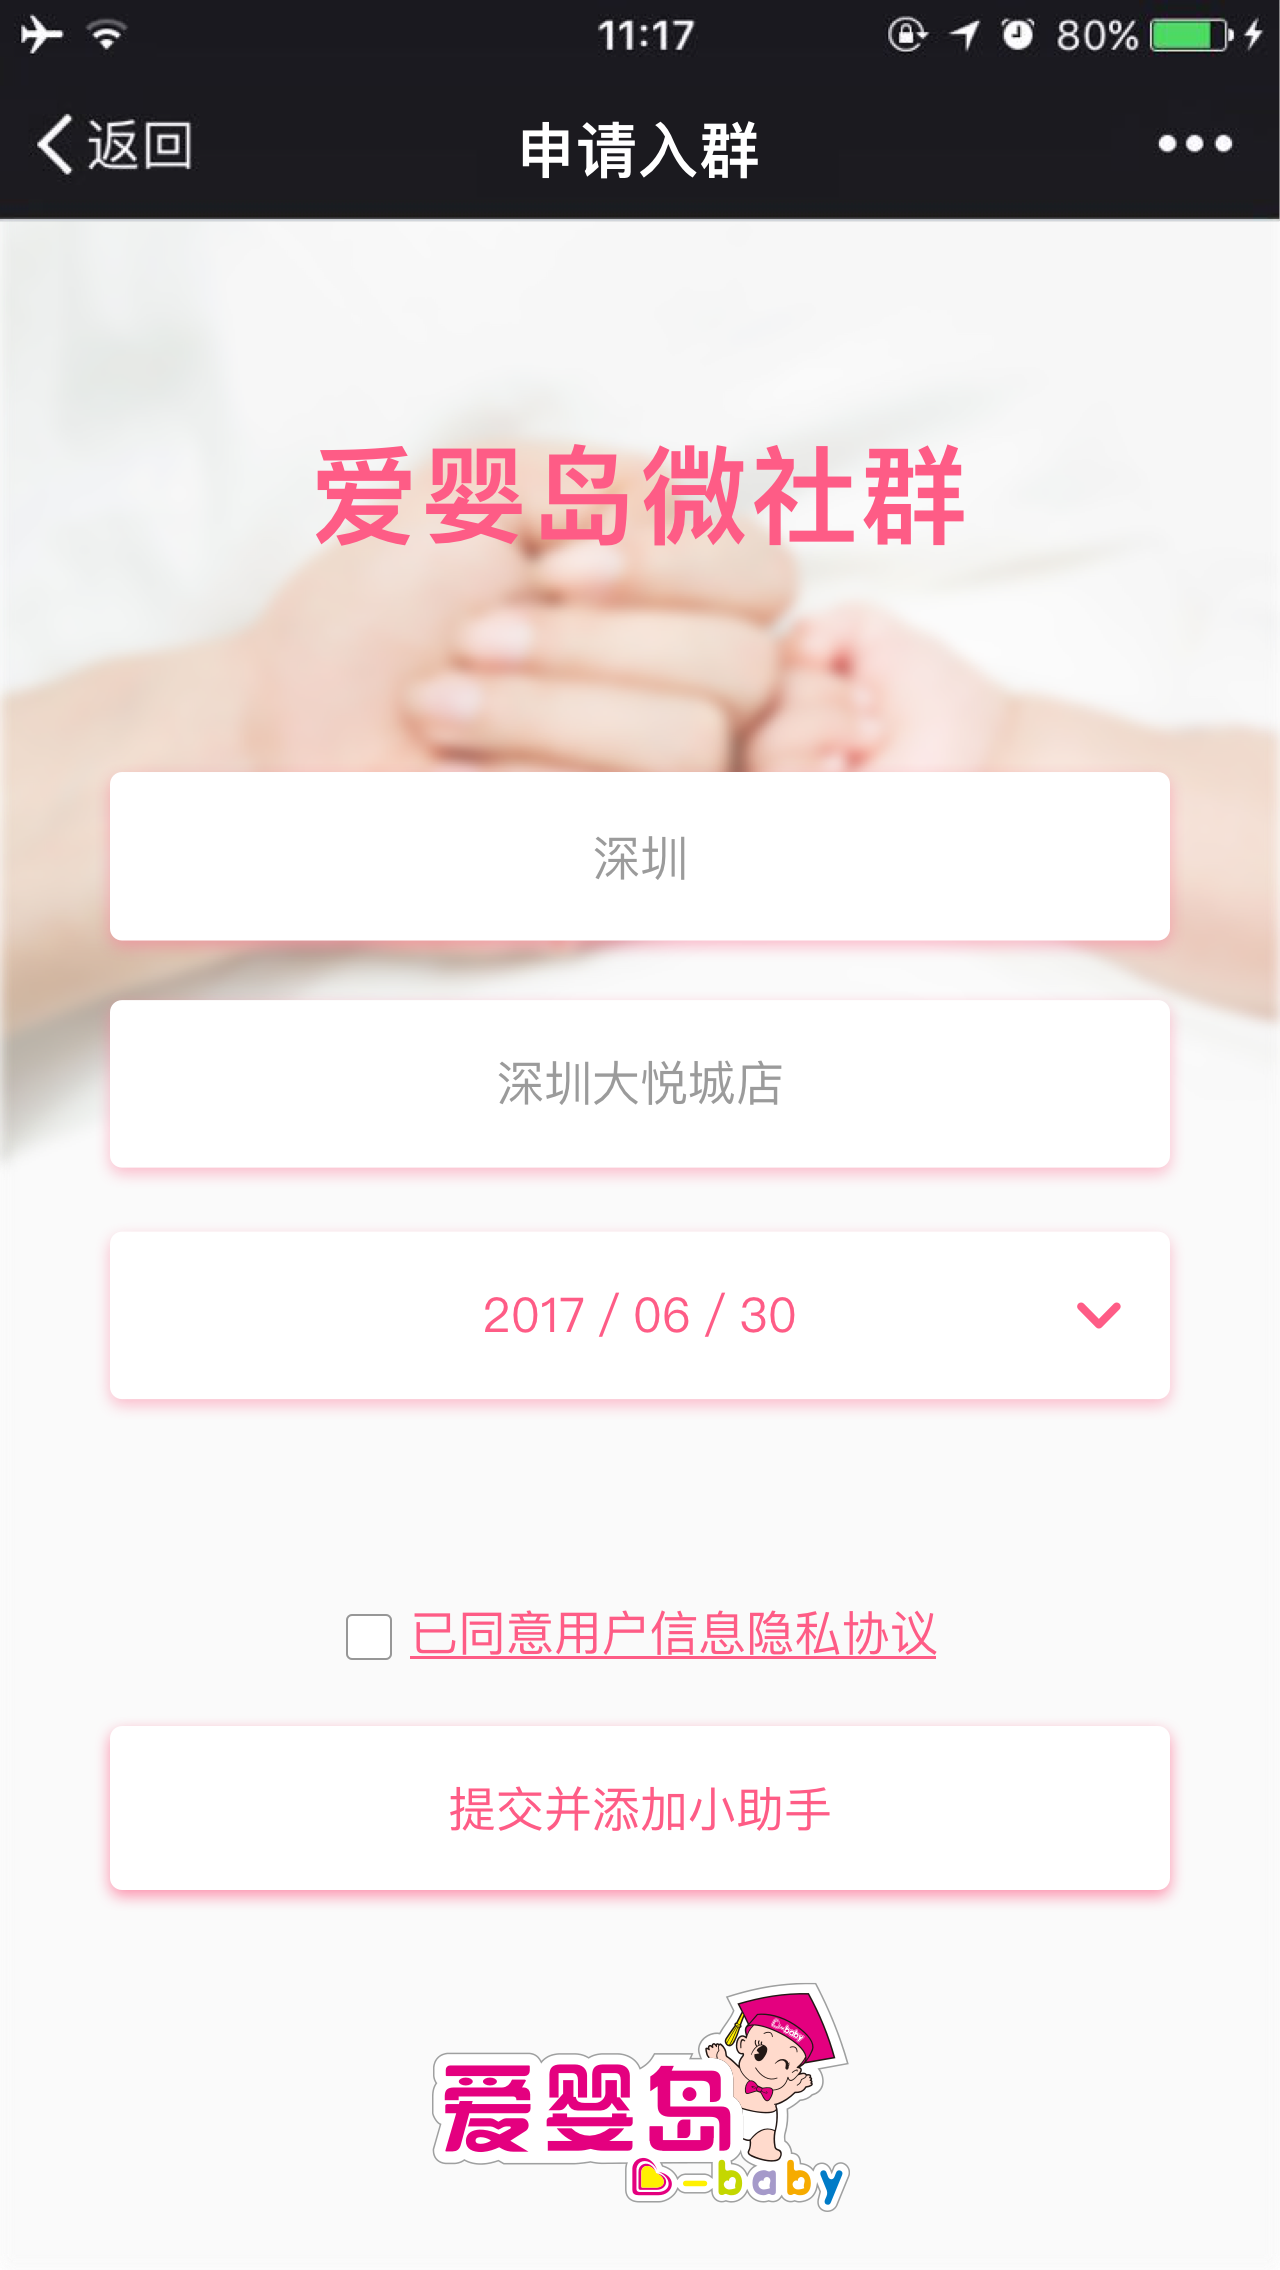 11:17
80%
返回
申请入群
爱婴岛微社群
深圳
深圳大悦城店
2017 / 06 / 30
已同意用户信息隐私协议
提交并添加小助手
-baby
爱婴岛
-baby